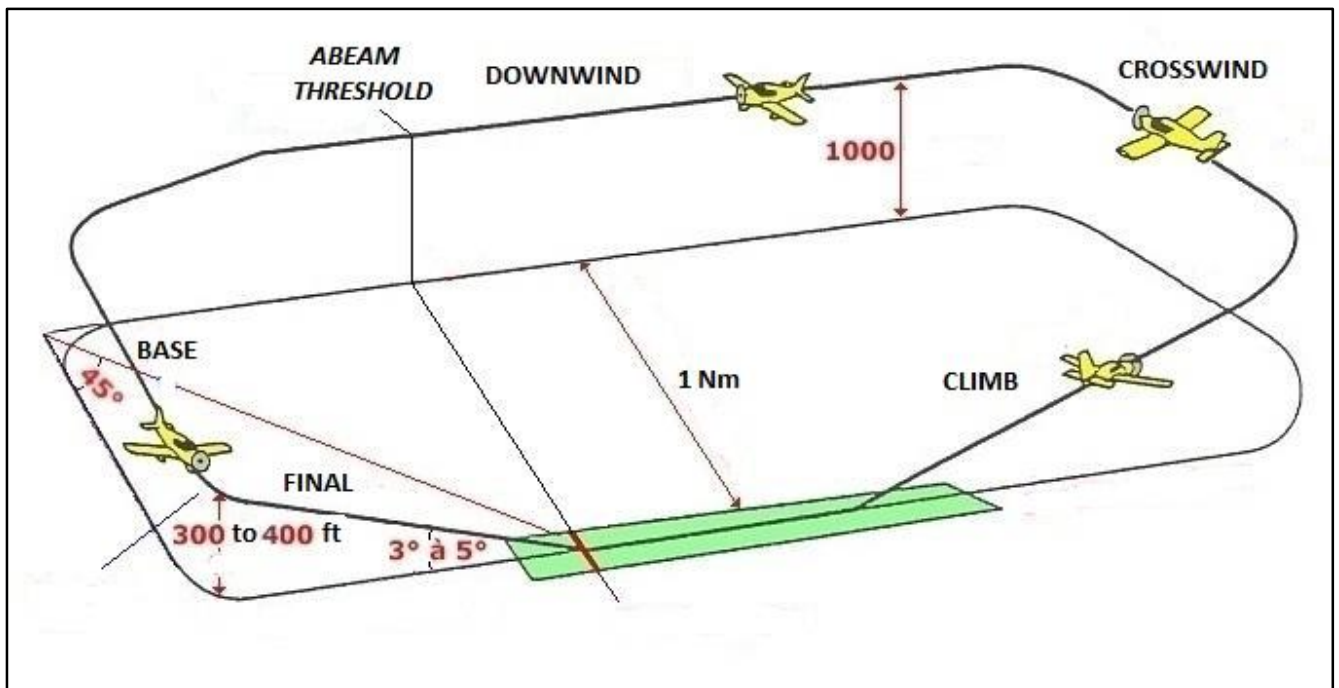 ABEAM
THRESHOLD
DOWNWIND
CROSSWIND
1000
BASE
45°
1 Nm
CLIMB
FINAL
300 to 400 ft
3° à 5°